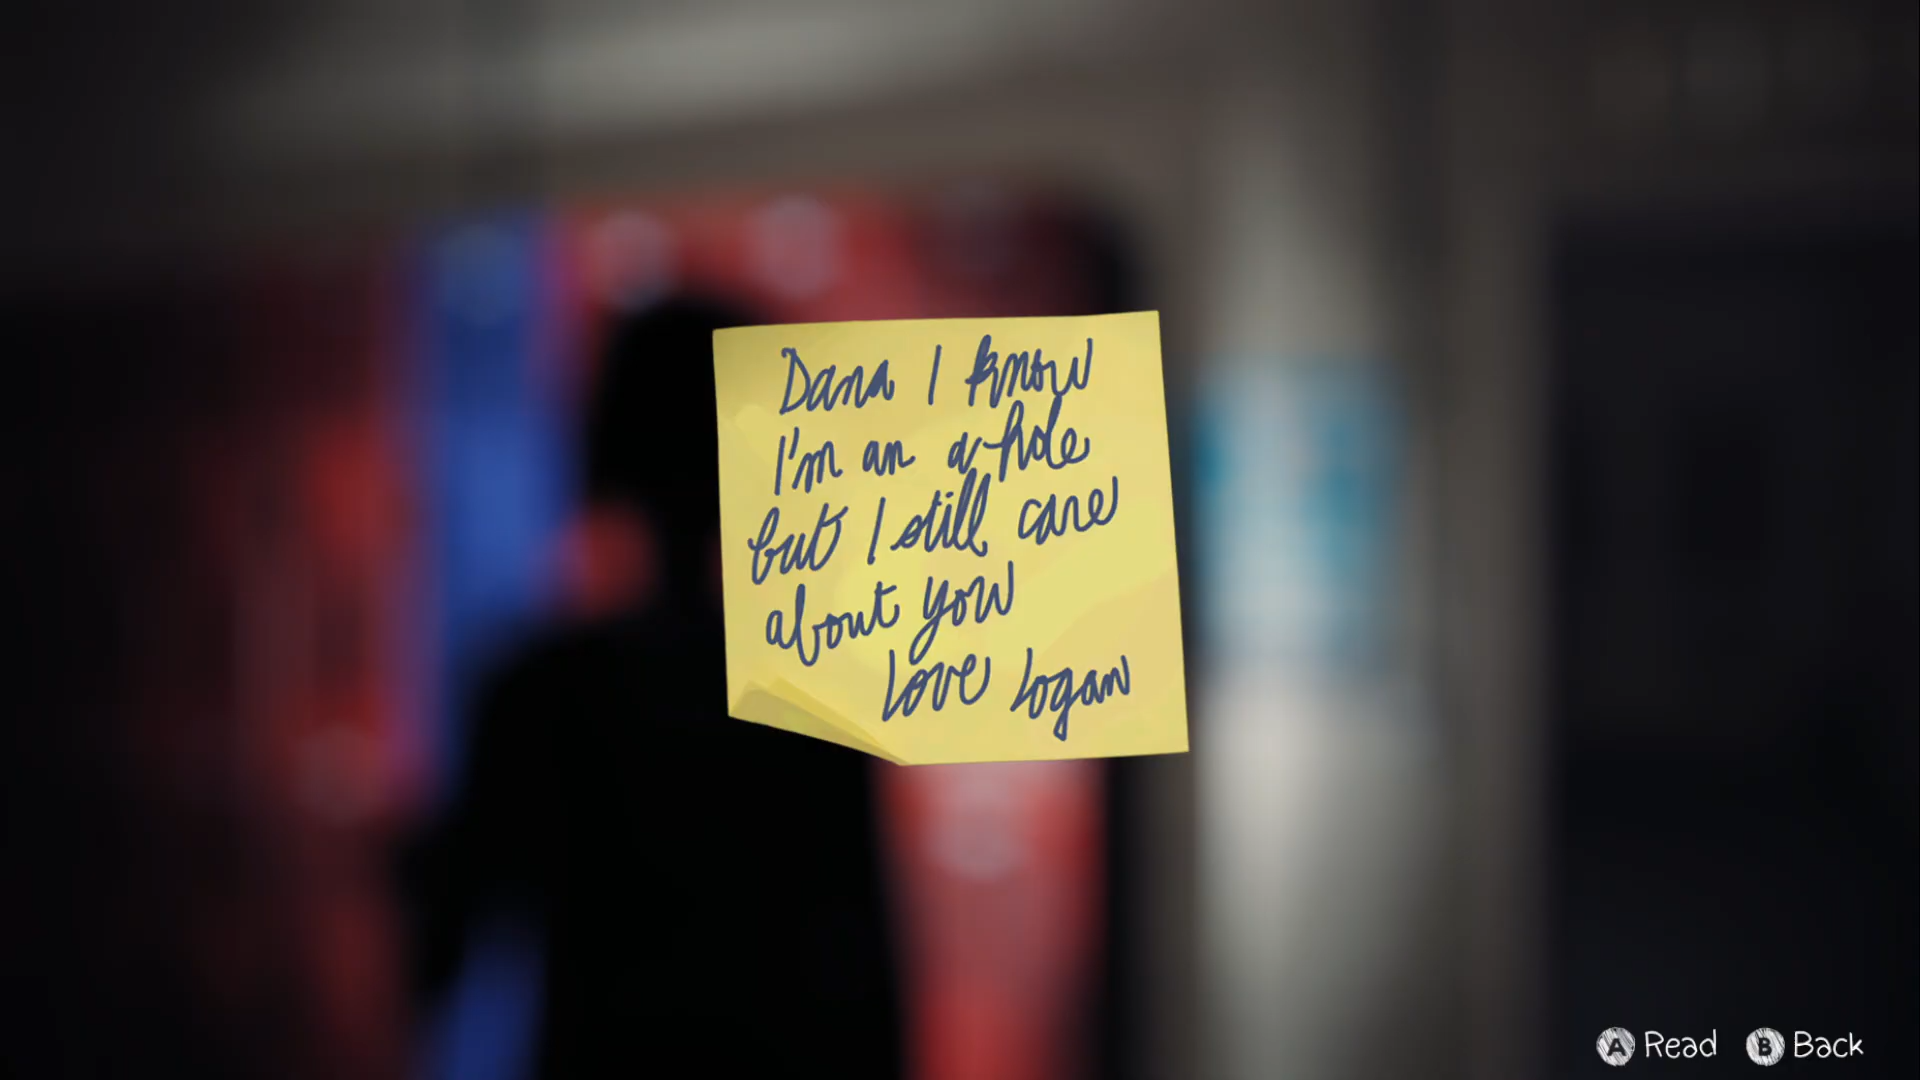 Dana I know
I'm an a-hole
but I still care
about you
Love Logan
A Read B Back